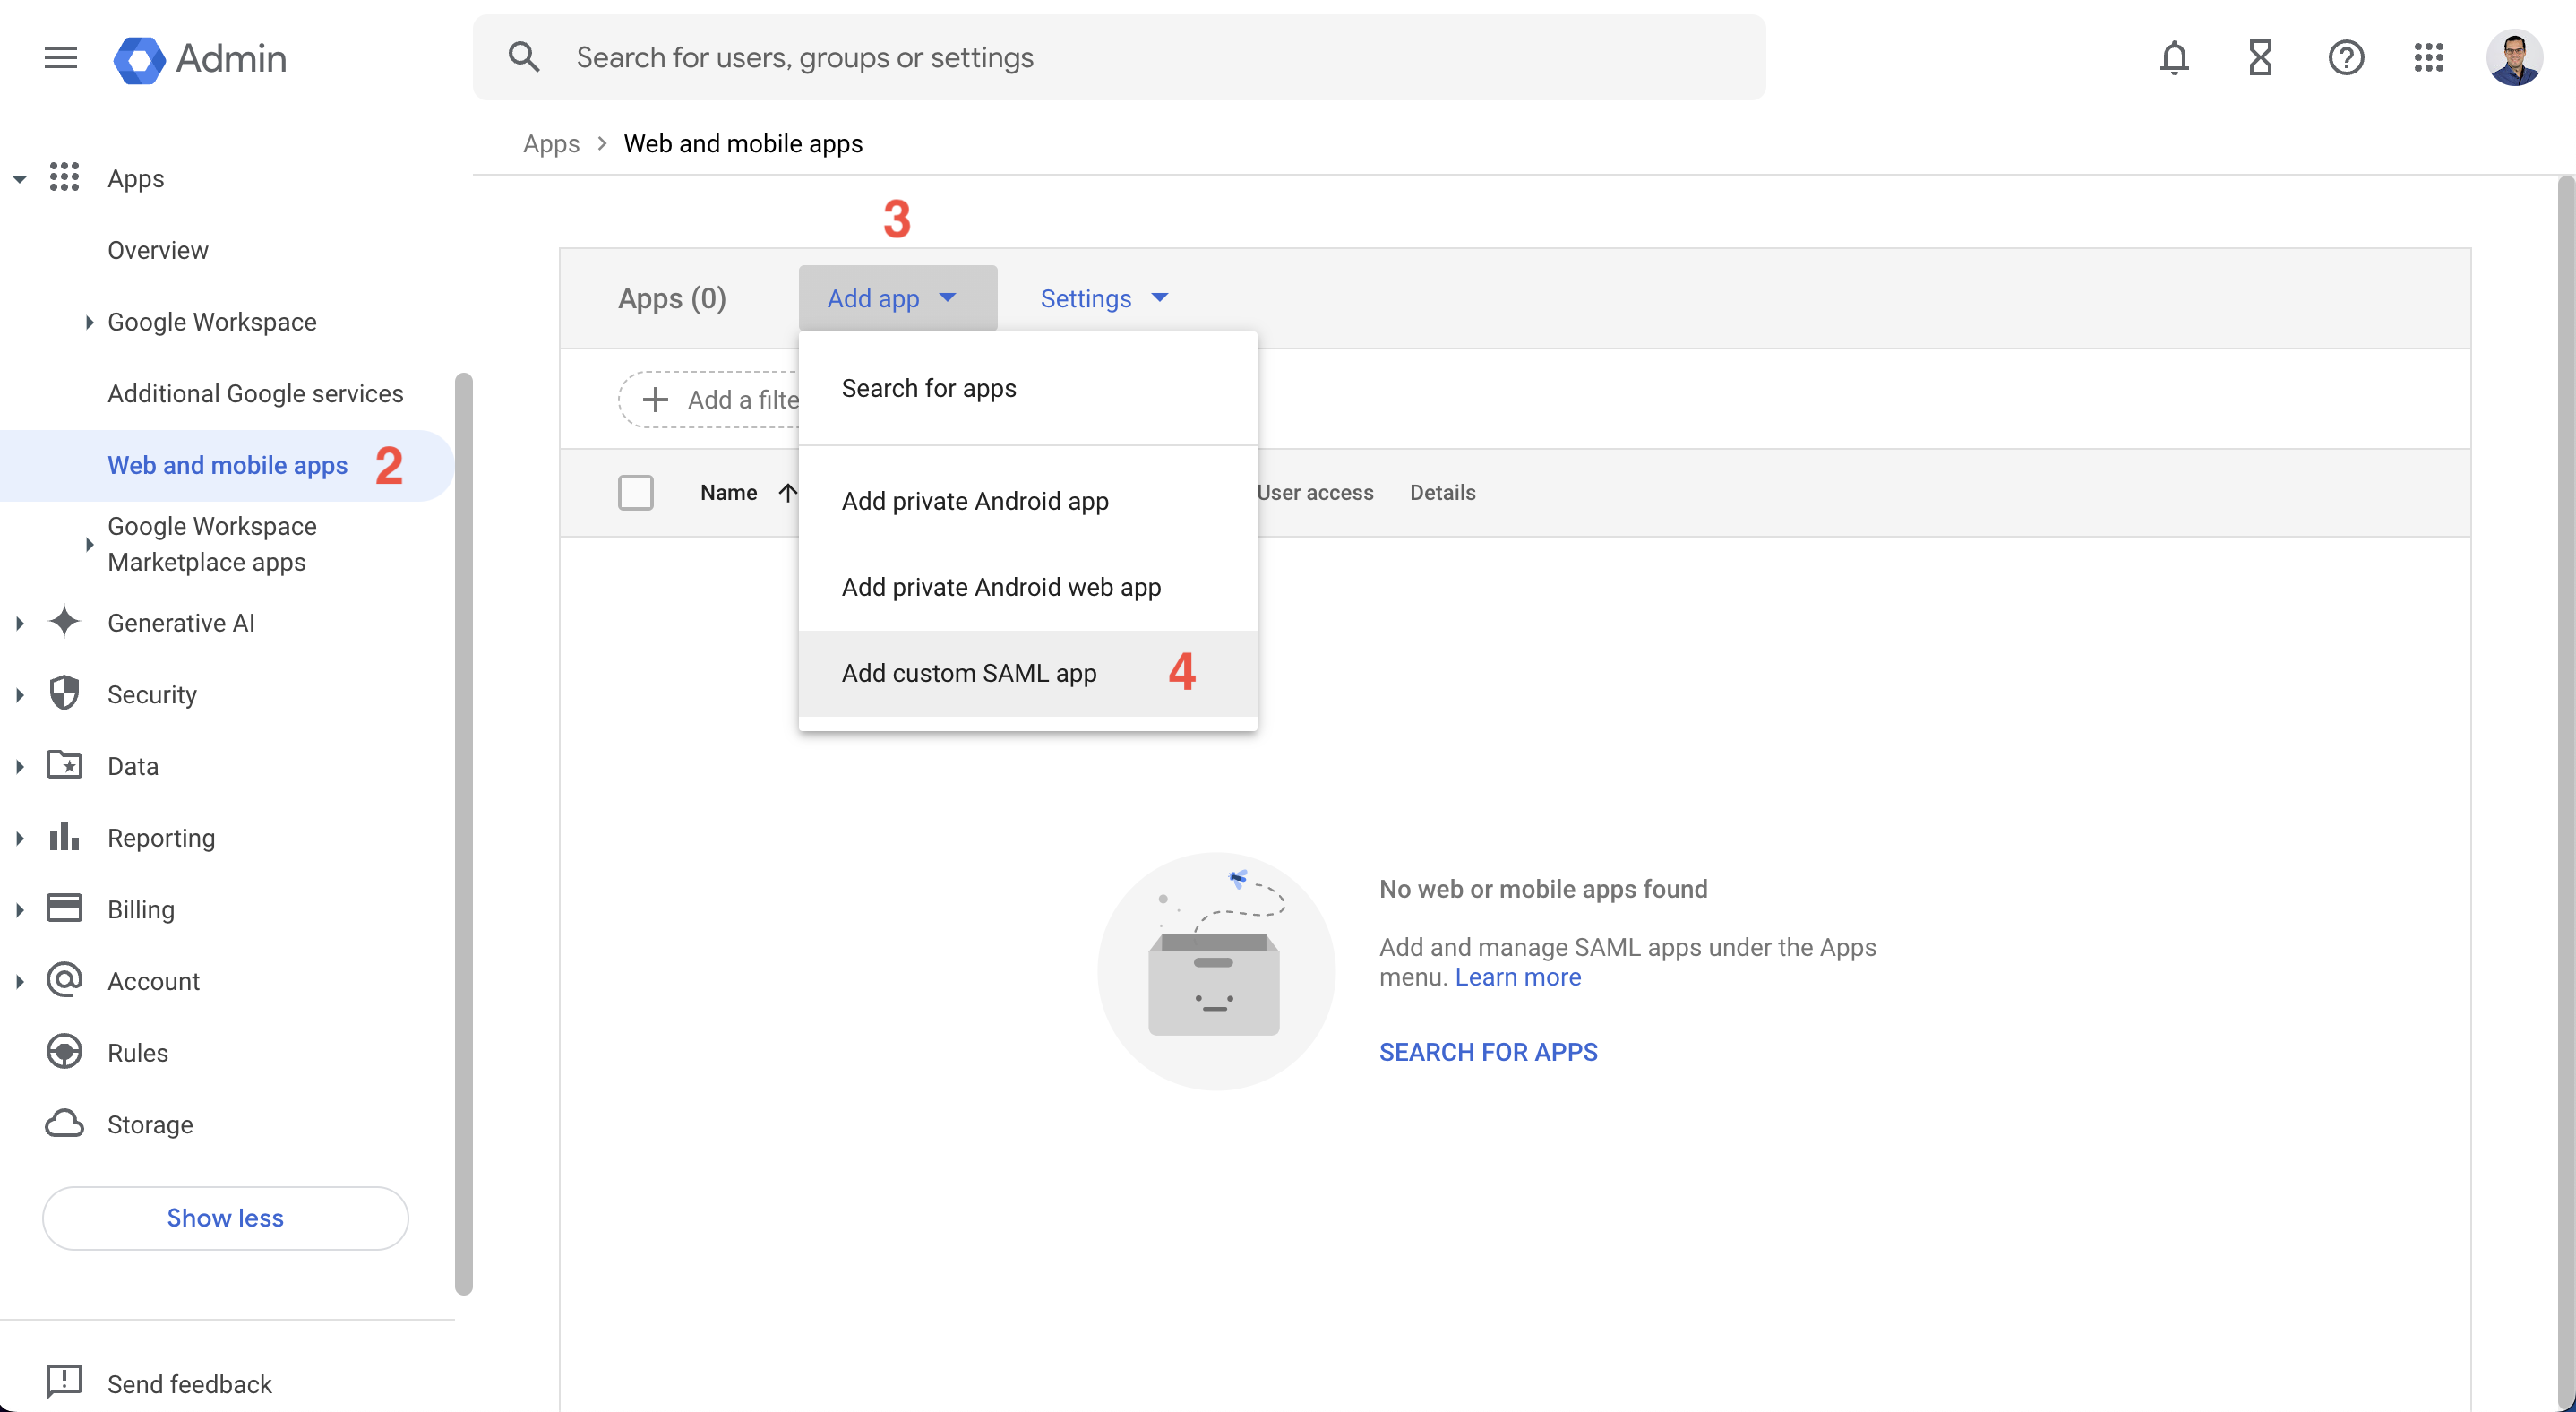 Admin
Search for users, groups or settings
Apps
Overview
Google Workspace
Additional Google services
Web and mobile apps 2
Google Workspace
Marketplace apps
Generative AI
Security
Data
Reporting
Billing
Account
Rules
Storage
Show less
Send feedback
Apps > Web and mobile apps
3
Apps (0) Add app Settings
Add a filte
Search for apps
Add private Android app
Add private Android web app
Add custom SAML app 4
Name User access Details
No web or mobile apps found
Add and manage SAML apps under the Apps
menu. Learn more
SEARCH FOR APPS